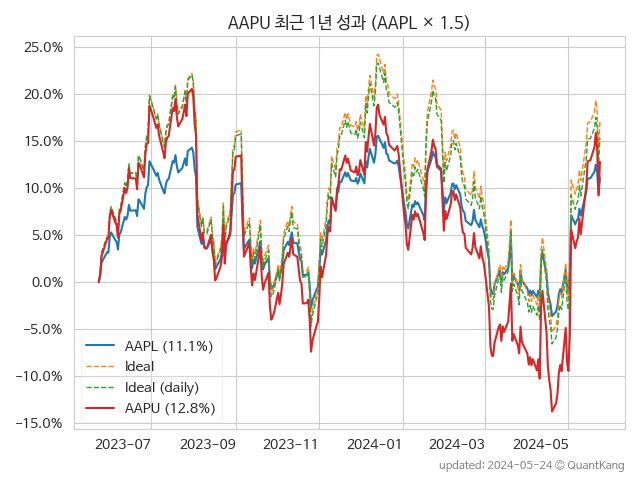 AAPU 최근 1년 성과 (AAPL × 1.5)
25.0%
20.0%
15.0%
10.0%
5.0%
0.0%
−5.0%
−10.0%
−15.0%
AAPL (11.1%)
Ideal
Ideal (daily)
AAPU (12.8%)
2023-07 2023-09 2023-11 2024-01 2024-03 2024-05
updated: 2024-05-24 © QuantKang